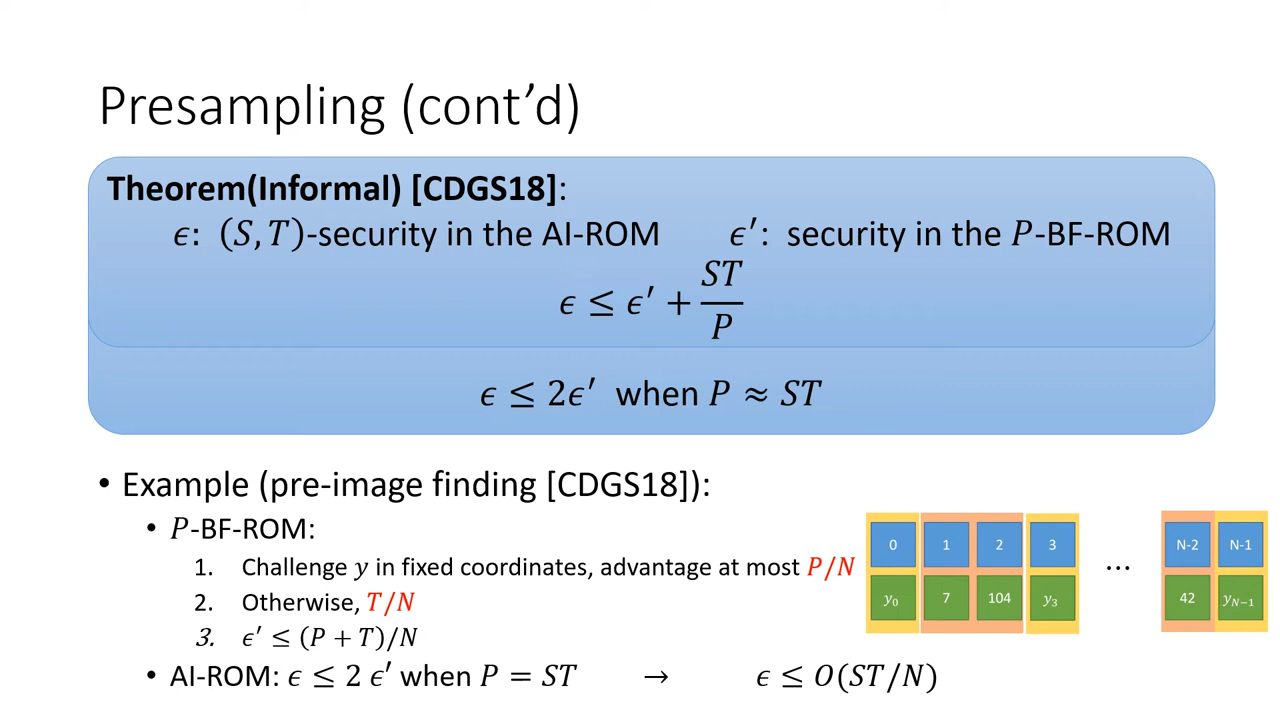 Presampling (cont’d)
Theorem(Informal) [CDGS18]:
ϵ: (S, T)-security in the AI-ROM ϵ′: security in the P-BF-ROM
ϵ ≤ ϵ′ + ST/P
ϵ ≤ 2ϵ′ when P ≈ ST
• Example (pre-image finding [CDGS18]):
• P-BF-ROM:
1. Challenge y in fixed coordinates, advantage at most P/N
2. Otherwise, T/N
3. ϵ′ ≤ (P + T)/N
• AI-ROM: ϵ ≤ 2 ϵ′ when P = ST → ϵ ≤ O(ST/N)
0 1 2 3 ... N-2 N-1
y₀ 7 104 y₃ 42 yN−1